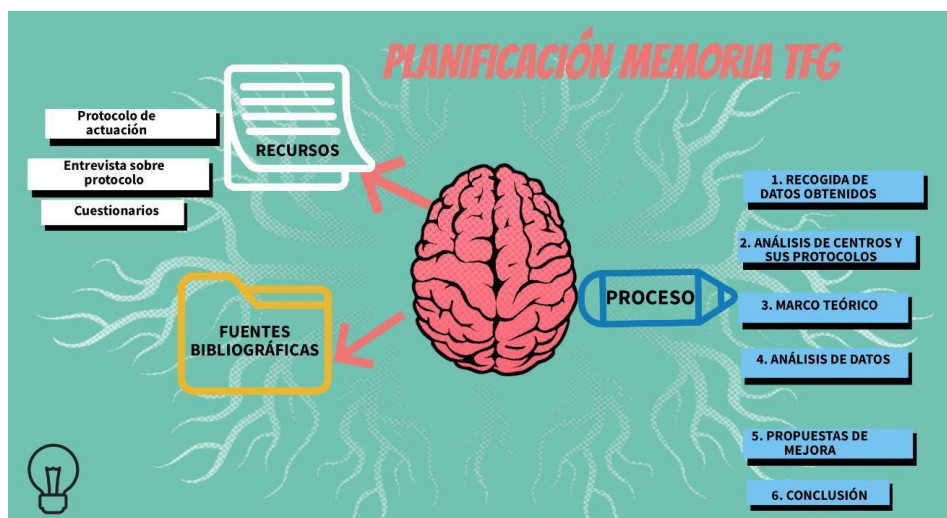 PLANIFICACIÓN MEMORIA TFG
RECURSOS
Protocolo de
actuación
Entrevista sobre
protocolo
Cuestionarios
FUENTES
BIBLIOGRÁFICAS
PROCESO
1. RECOGIDA DE
DATOS OBTENIDOS
2. ANÁLISIS DE CENTROS Y
SUS PROTOCOLOS
3. MARCO TEÓRICO
4. ANÁLISIS DE DATOS
5. PROPUESTAS DE
MEJORA
6. CONCLUSIÓN